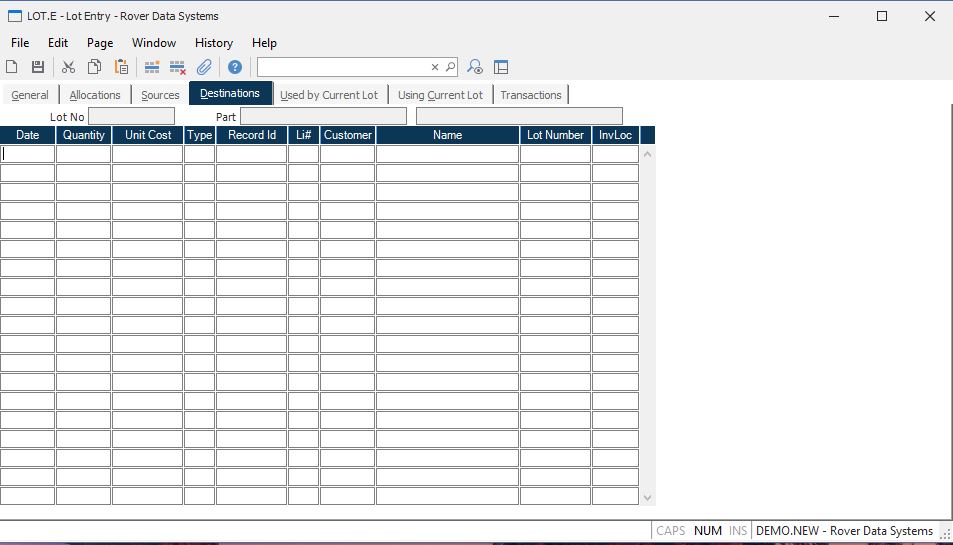 LOT.E - Lot Entry - Rover Data Systems
File Edit Page Window History Help
General Allocations Sources Destinations Used by Current Lot Using Current Lot Transactions
Lot No Part
Date Quantity Unit Cost Type Record Id Li# Customer Name Lot Number InvLoc
CAPS NUM INS DEMO.NEW - Rover Data Systems